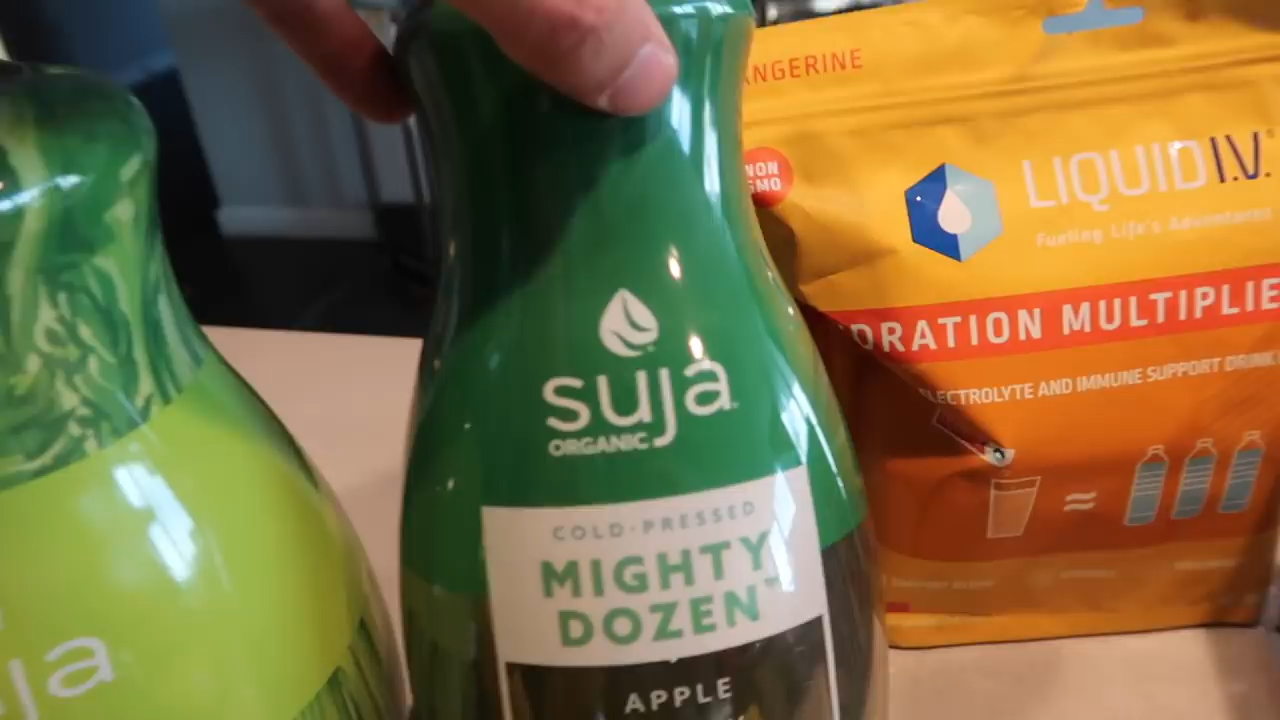 suja
ORGANIC
COLD-PRESSED
MIGHTY
DOZEN™
APPLE
ANGERINE
NON
GMO
LIQUID I.V.
Fueling Life's Adventures
DRATION MULTIPLIE
ELECTROLYTE AND IMMUNE SUPPORT DRINK
=
ja